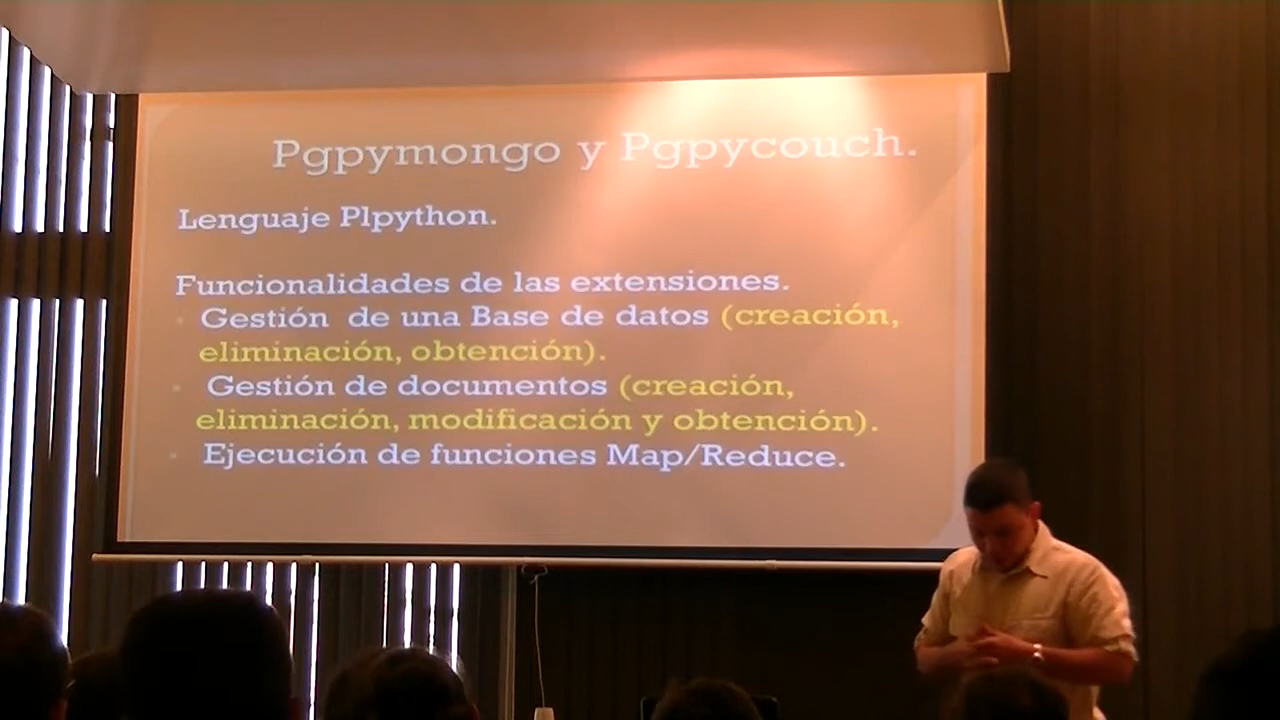 Pgpymongo y Pgpycouch.
Lenguaje Plpython.
Funcionalidades de las extensiones.
Gestión de una Base de datos (creación,
eliminación, obtención).
Gestión de documentos (creación,
eliminación, modificación y obtención).
Ejecución de funciones Map/Reduce.